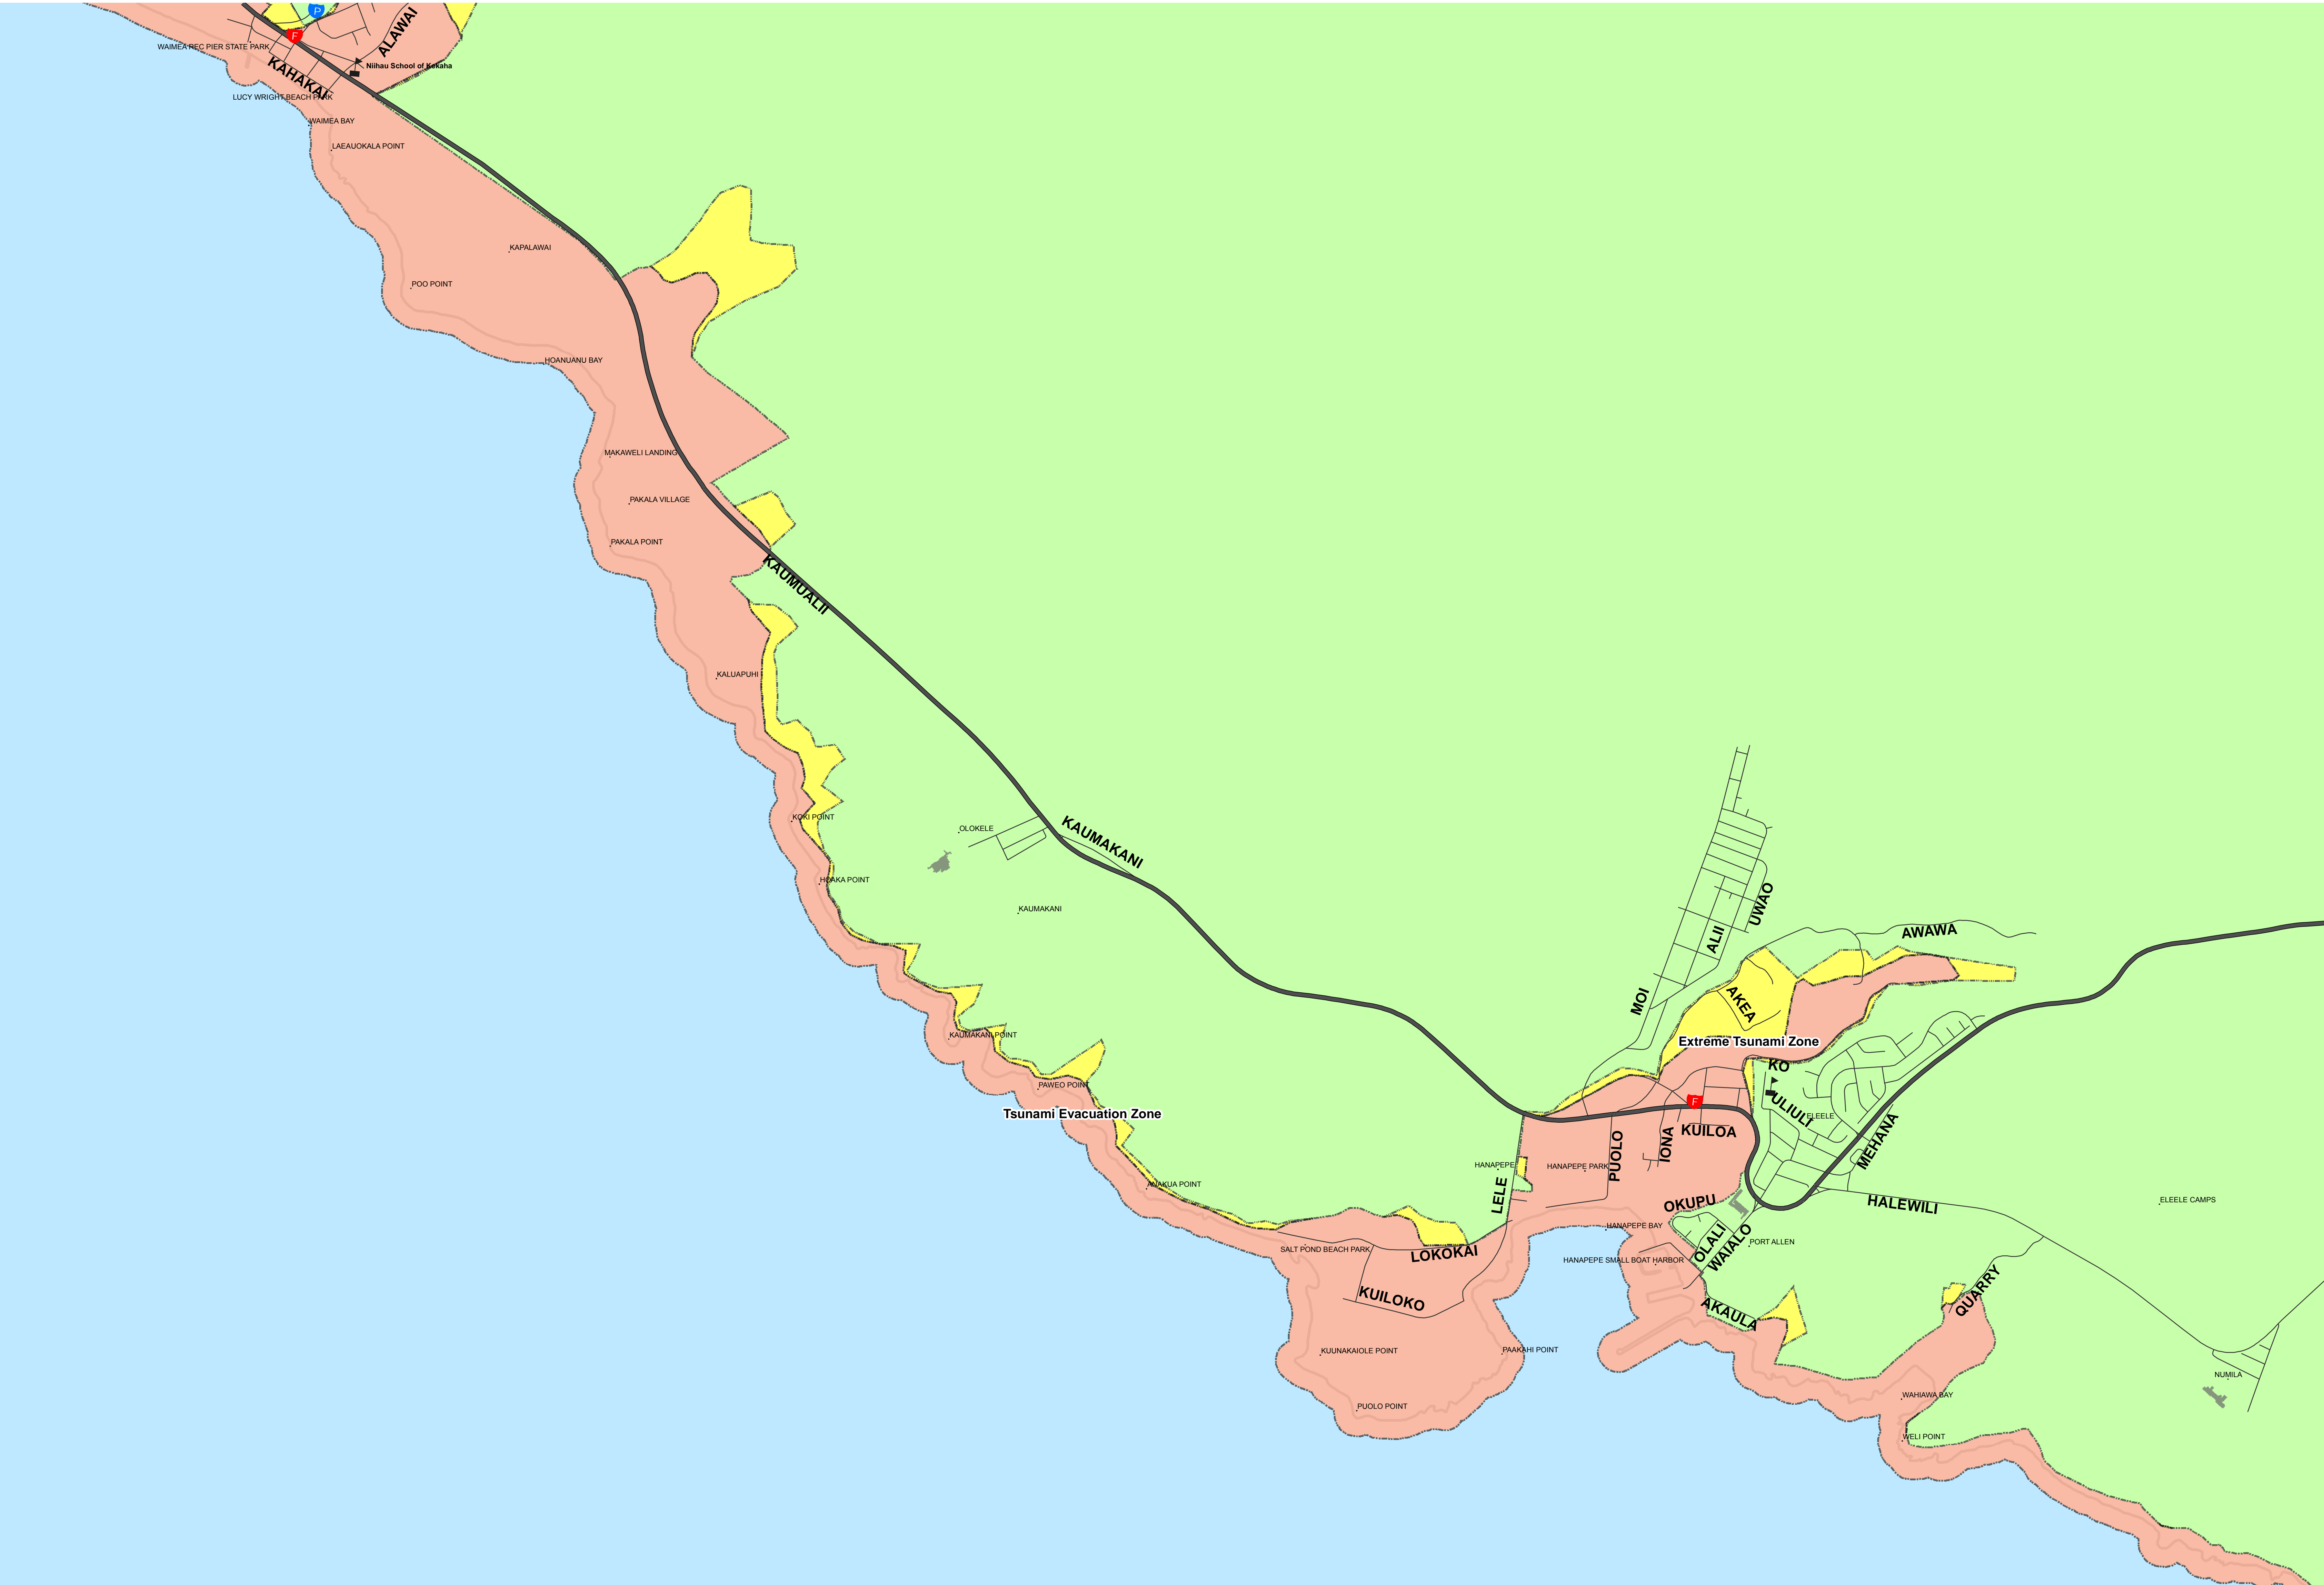 P
ALAWAI
F
WAIMEA REC PIER STATE PARK
KAHAKAI
Niihau School of Kekaha
LUCY WRIGHT BEACH PARK
WAIMEA BAY
LAEAUOKALA POINT
KAPALAWAI
POO POINT
HOANUANU BAY
MAKAWELI LANDING
PAKALA VILLAGE
PAKALA POINT
KAUMUALII
KALUAPUHI
KOKI POINT
OLOKELE
KAUMAKANI
HOAKA POINT
KAUMAKANI
UWAO
ALII
AWAWA
MOI
AKEA
KAUMAKANI POINT
Extreme Tsunami Zone
KO
PAWEO POINT
Tsunami Evacuation Zone
F
ULIULI
ELEELE
KUILOA
IONA
PUOLO
MEHANA
HANAPEPE
HANAPEPE PARK
ANAKUA POINT
LELE
OKUPU
HALEWILI
ELEELE CAMPS
HANAPEPE BAY
OLALI
WAIALO
PORT ALLEN
SALT POND BEACH PARK
LOKOKAI
HANAPEPE SMALL BOAT HARBOR
KUILOKO
AKAULA
QUARRY
KUUNAKAIOLE POINT
PAAKAHI POINT
NUMILA
WAHIAWA BAY
PUOLO POINT
WELI POINT